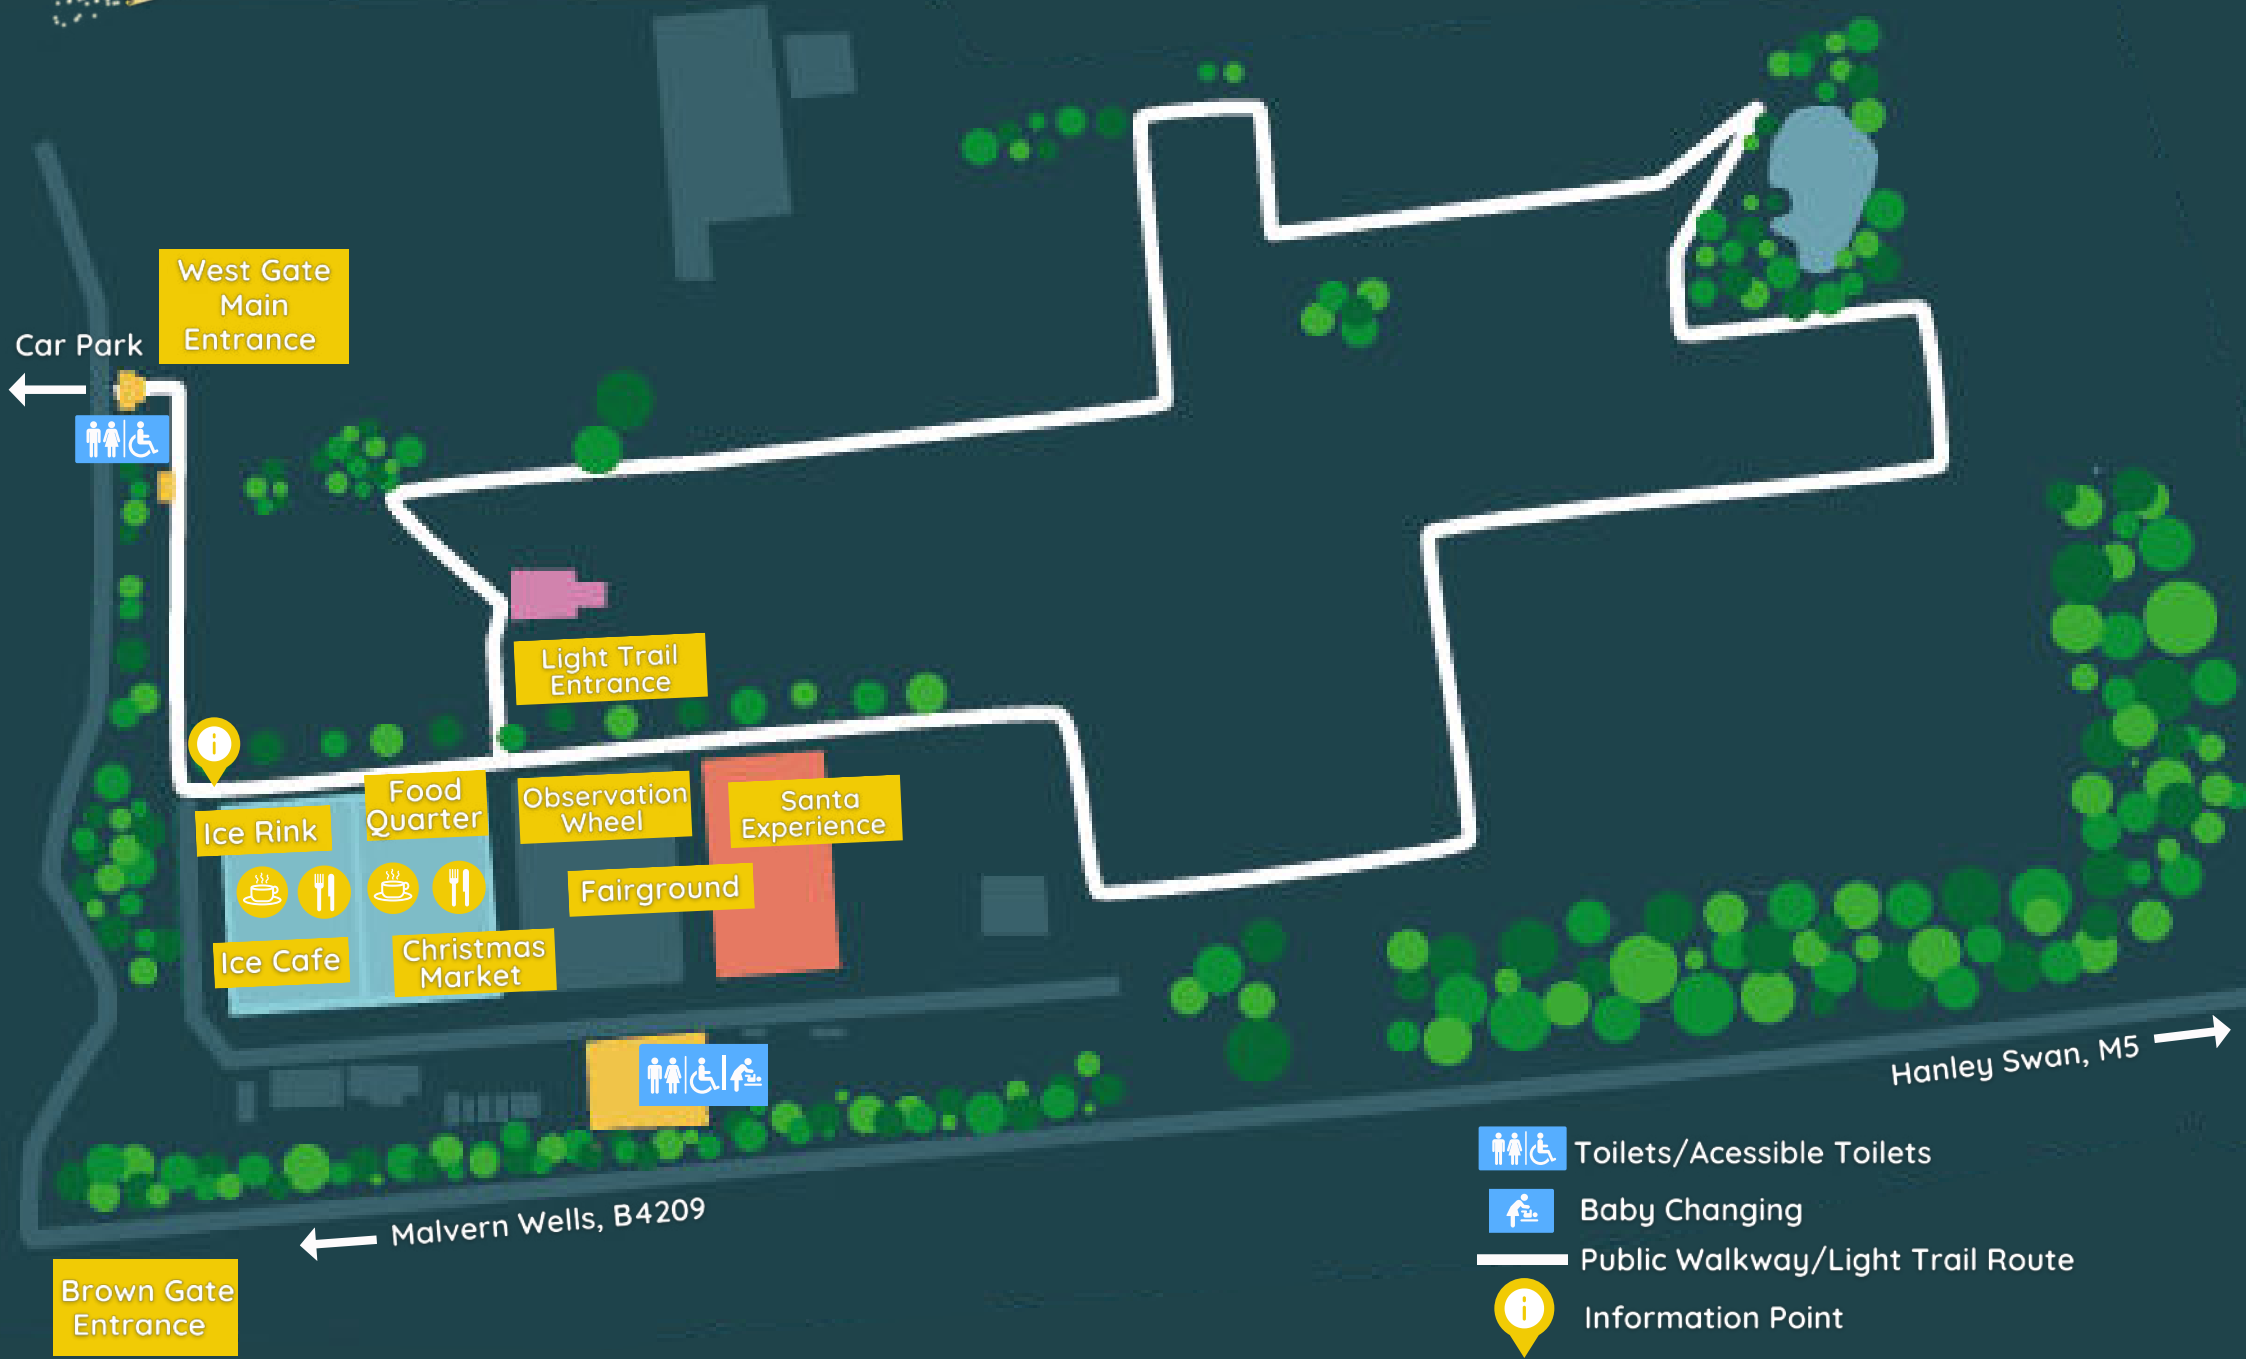 West Gate
Main
Entrance
Car Park
Light Trail
Entrance
i
Food
Quarter
Ice Rink
Observation
Wheel
Santa
Experience
Fairground
Ice Cafe
Christmas
Market
Hanley Swan, M5
Malvern Wells, B4209
Brown Gate
Entrance
Toilets/Acessible Toilets
Baby Changing
Public Walkway/Light Trail Route
i
Information Point